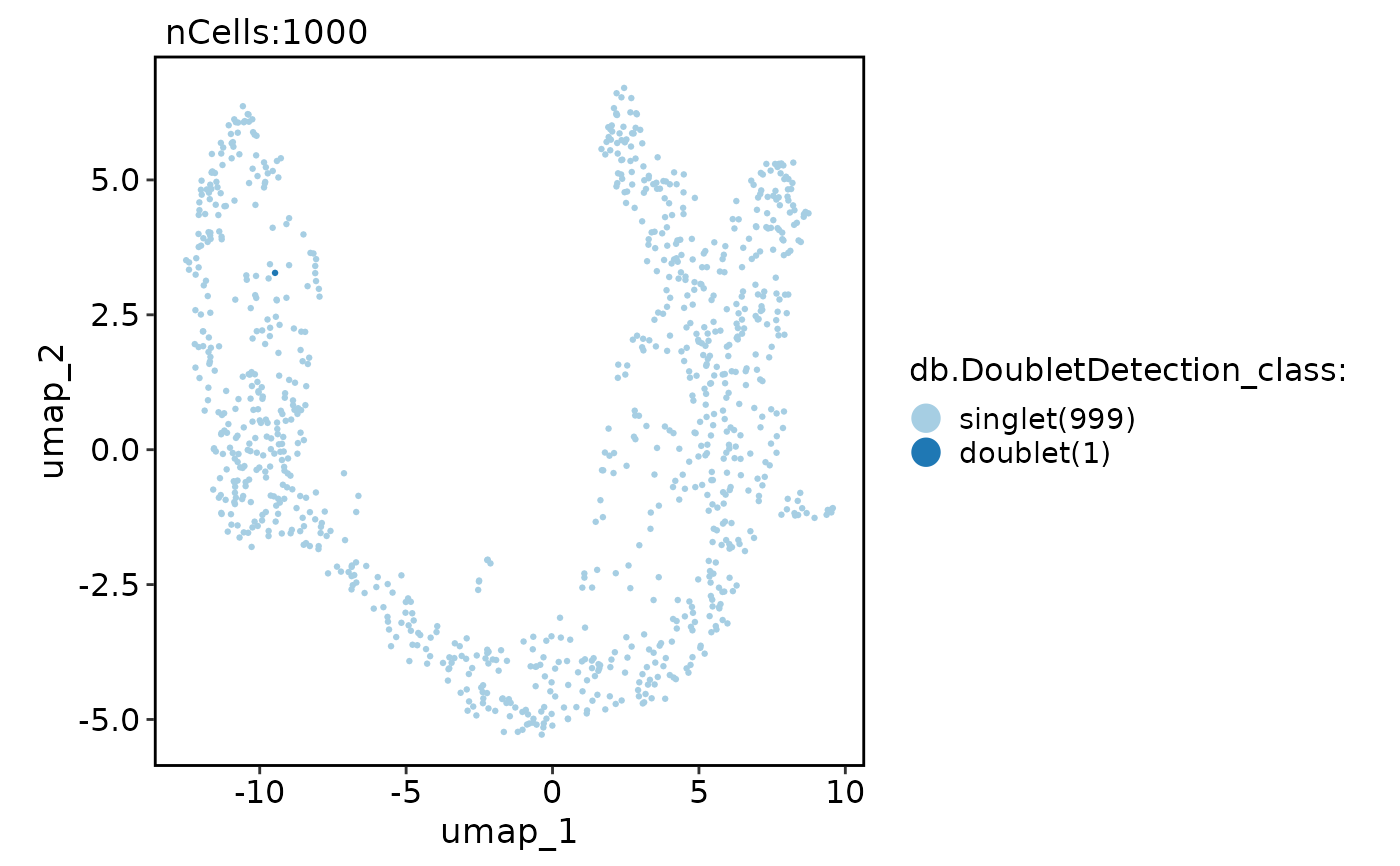 nCells:1000
5.0
2.5
0.0
-2.5
-5.0
umap_2
-10
-5
0
5
10
umap_1
db.DoubletDetection_class:
singlet(999)
doublet(1)